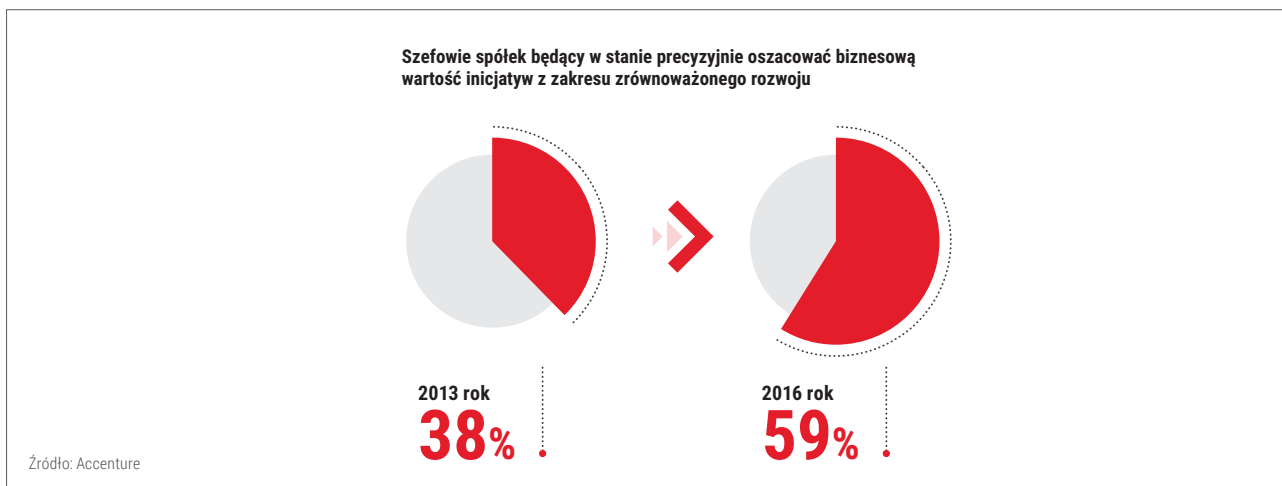 Szefowie spółek będący w stanie precyzyjnie oszacować biznesową
wartość inicjatyw z zakresu zrównoważonego rozwoju
2013 rok
38%
2016 rok
59%
Źródło: Accenture